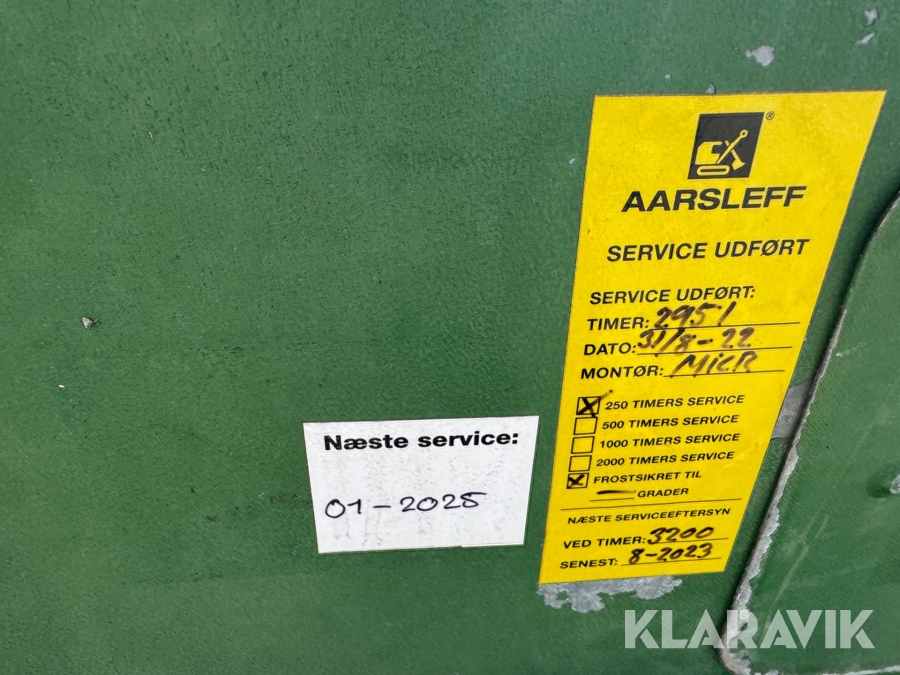 AARSLEFF®
SERVICE UDFØRT
SERVICE UDFØRT:
TIMER: 2951
DATO: 31/8-22
MONTØR: MICR
250 TIMERS SERVICE
500 TIMERS SERVICE
1000 TIMERS SERVICE
2000 TIMERS SERVICE
FROSTSIKRET TIL
GRADER
NÆSTE SERVICEEFTERSYN
VED TIMER: 3200
SENEST: 8-2023
Næste service:
01-2025
KLARAVIK